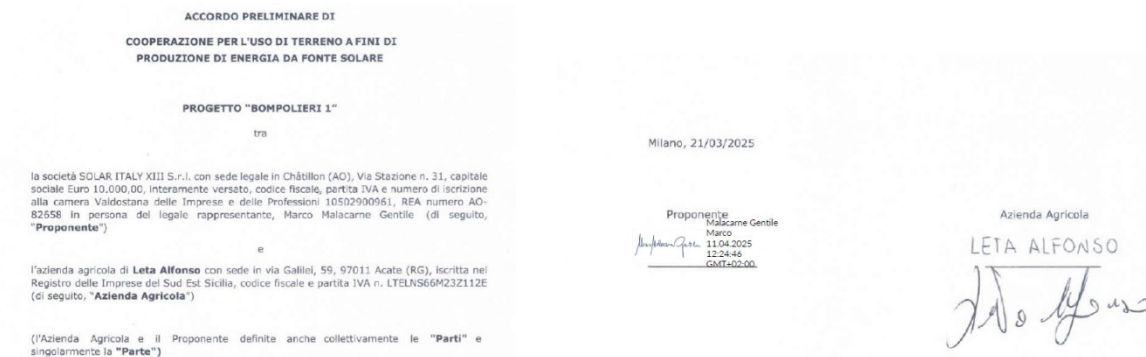 ACCORDO PRELIMINARE DI
COOPERAZIONE PER L'USO DI TERRENO A FINI DI
PRODUZIONE DI ENERGIA DA FONTE SOLARE
PROGETTO "BOMPOLIERI 1"
tra
la società SOLAR ITALY XIII S.r.l. con sede legale in Châtillon (AO), Via Stazione n. 31, capitale
sociale Euro 10.000,00, interamente versato, codice fiscale, partita IVA e numero di iscrizione
alla camera Valdostana delle Imprese e delle Professioni 10502900961, REA numero AO-
82658 in persona del legale rappresentante, Marco Malacarne Gentile (di seguito,
"Proponente")
e
l'azienda agricola di Leta Alfonso con sede in via Galilei, 59, 97011 Acate (RG), iscritta nel
Registro delle Imprese del Sud Est Sicilia, codice fiscale e partita IVA n. LTELNS66M23Z112E
(di seguito, "Azienda Agricola")
(l'Azienda Agricola e il Proponente definite anche collettivamente le "Parti" e
singolarmente la "Parte")
Milano, 21/03/2025
Proponente
Malacarne Gentile
Marco
11.04.2025
12:24:46
GMT+02:00
Azienda Agricola
LETA ALFONSO